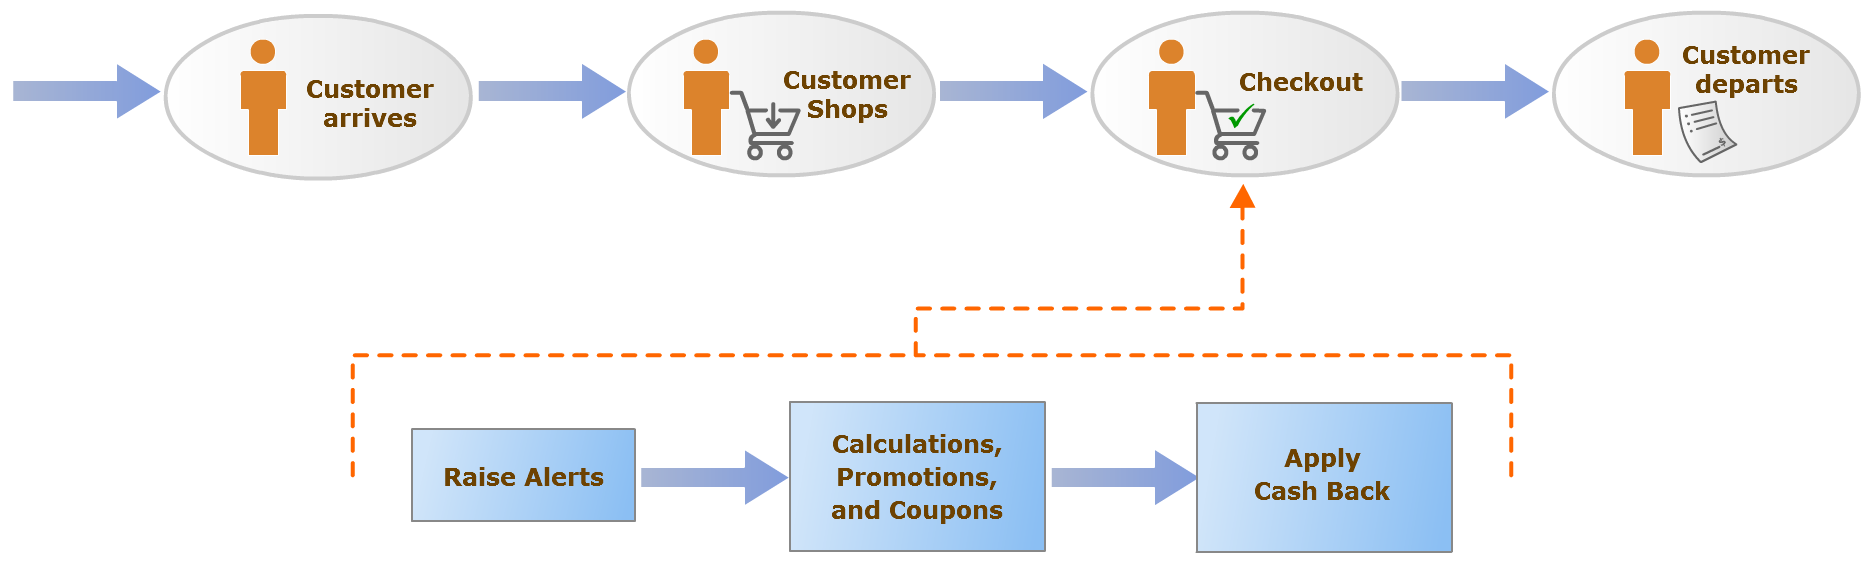 Customer
arrives
Customer
Shops
Checkout
Customer
departs
$
Raise Alerts
Calculations,
Promotions,
and Coupons
Apply
Cash Back